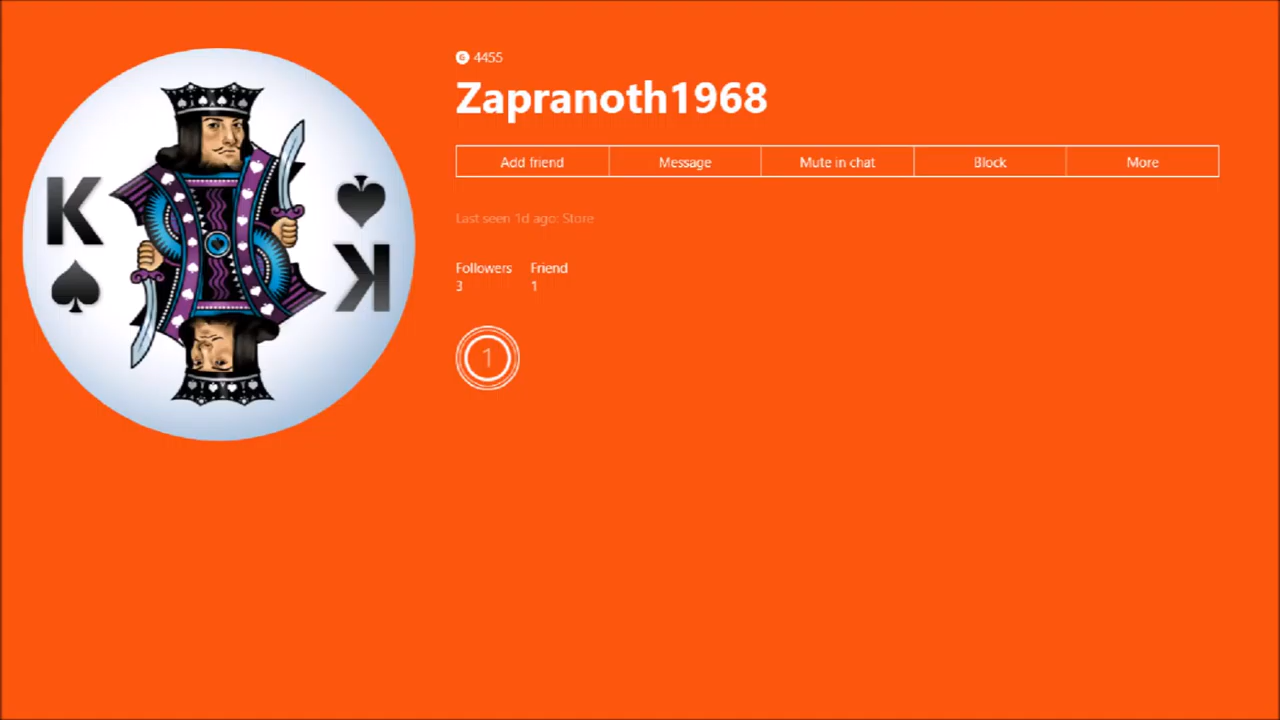 K
K
G 4455
Zapranoth1968
Add friend Message Mute in chat Block More
Last seen 1d ago: Store
Followers Friend
3 1
1